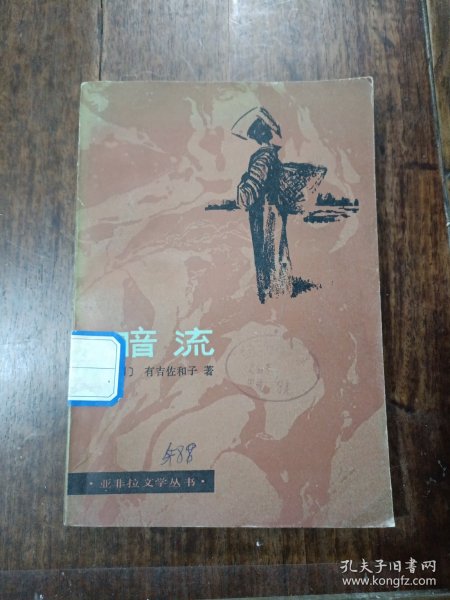 暗流
〕 有吉佐和子 著
·亚非拉文学丛书·
孔夫子旧书网
www.kongfz.com